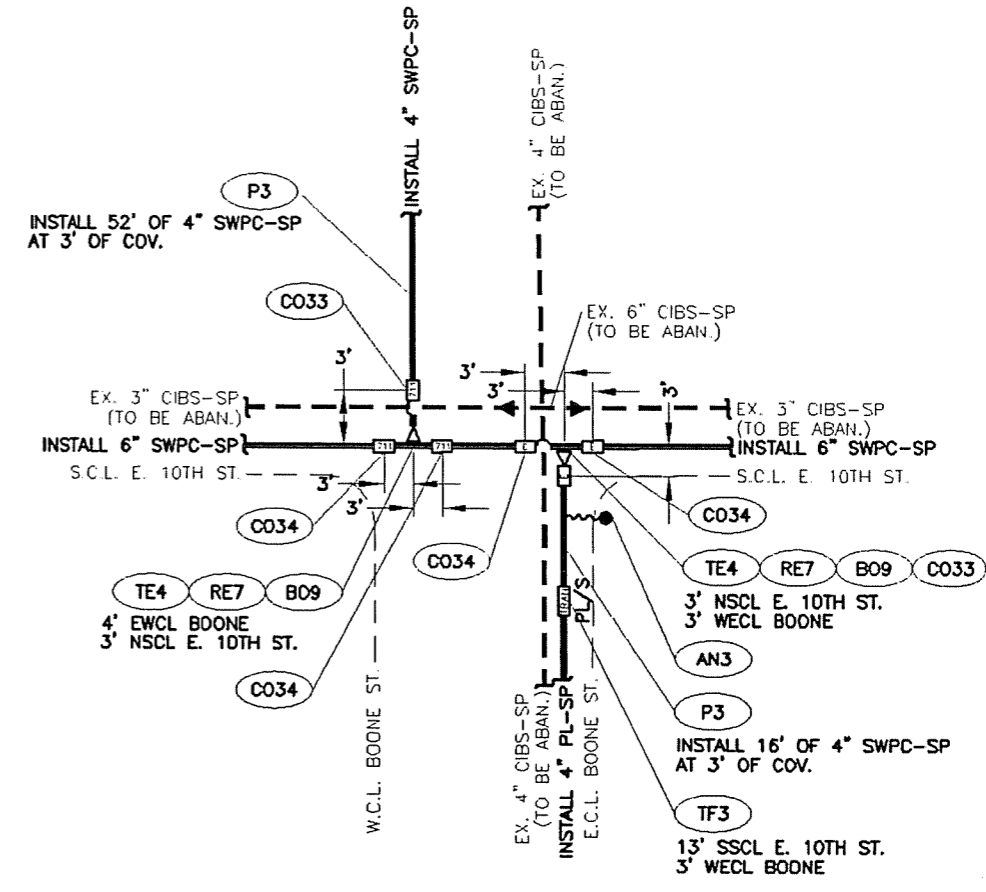 INSTALL 4" SWPC-SP
EX. 4" CIBS-SP
(TO BE ABAN.)
P3
INSTALL 52' OF 4" SWPC-SP
AT 3' OF COV.
CO33
EX. 6" CIBS-SP
(TO BE ABAN.)
3'
3'
3'
3'
711
EX. 3" CIBS-SP
(TO BE ABAN.)
EX. 3" CIBS-SP
(TO BE ABAN.)
INSTALL 6" SWPC-SP
711
711
E
E
INSTALL 6" SWPC-SP
S.C.L. E. 10TH ST.
S.C.L. E. 10TH ST.
3'
3'
CO34
CO34
CO34
TE4 RE7 BO9
4' EWCL BOONE
3' NSCL E. 10TH ST.
TE4 RE7 BO9 CO33
3' NSCL E. 10TH ST.
3' WECL BOONE
AN3
TRAN
PL/S
CO34
P3
INSTALL 16' OF 4" SWPC-SP
AT 3' OF COV.
W.C.L. BOONE ST.
EX. 4" CIBS-SP
(TO BE ABAN.)
INSTALL 4" PL-SP
E.C.L. BOONE ST.
TF3
13' SSCL E. 10TH ST.
3' WECL BOONE